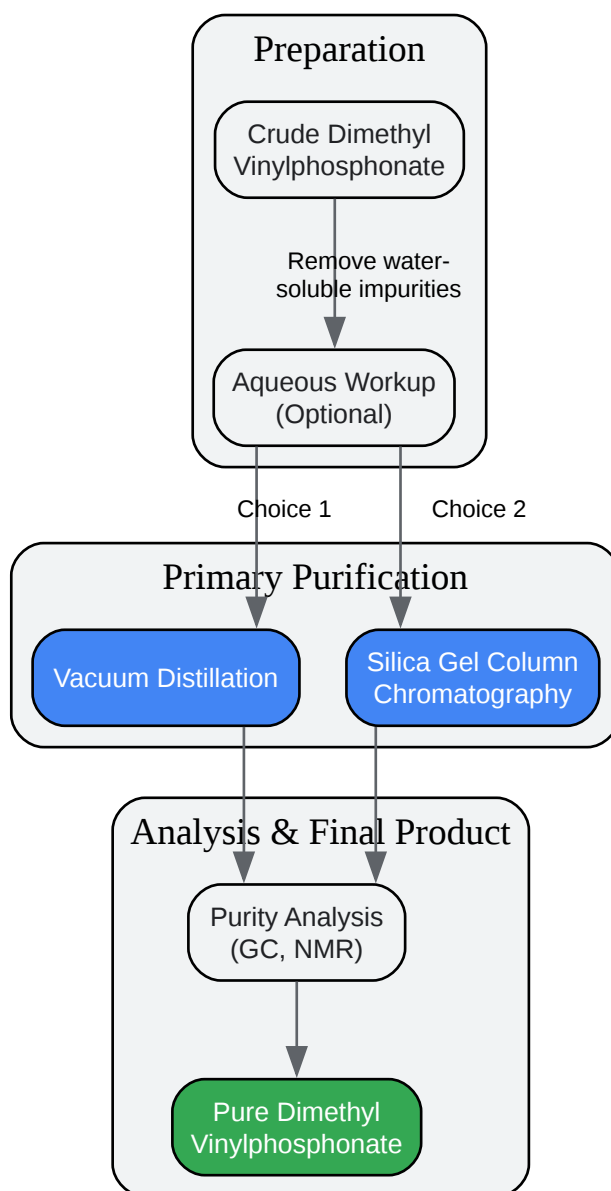 Preparation
Crude Dimethyl
Vinylphosphonate
Remove water-
soluble impurities
Aqueous Workup
(Optional)
Choice 1
Choice 2
Primary Purification
Vacuum Distillation
Silica Gel Column
Chromatography
Analysis & Final Product
Purity Analysis
(GC, NMR)
Pure Dimethyl
Vinylphosphonate